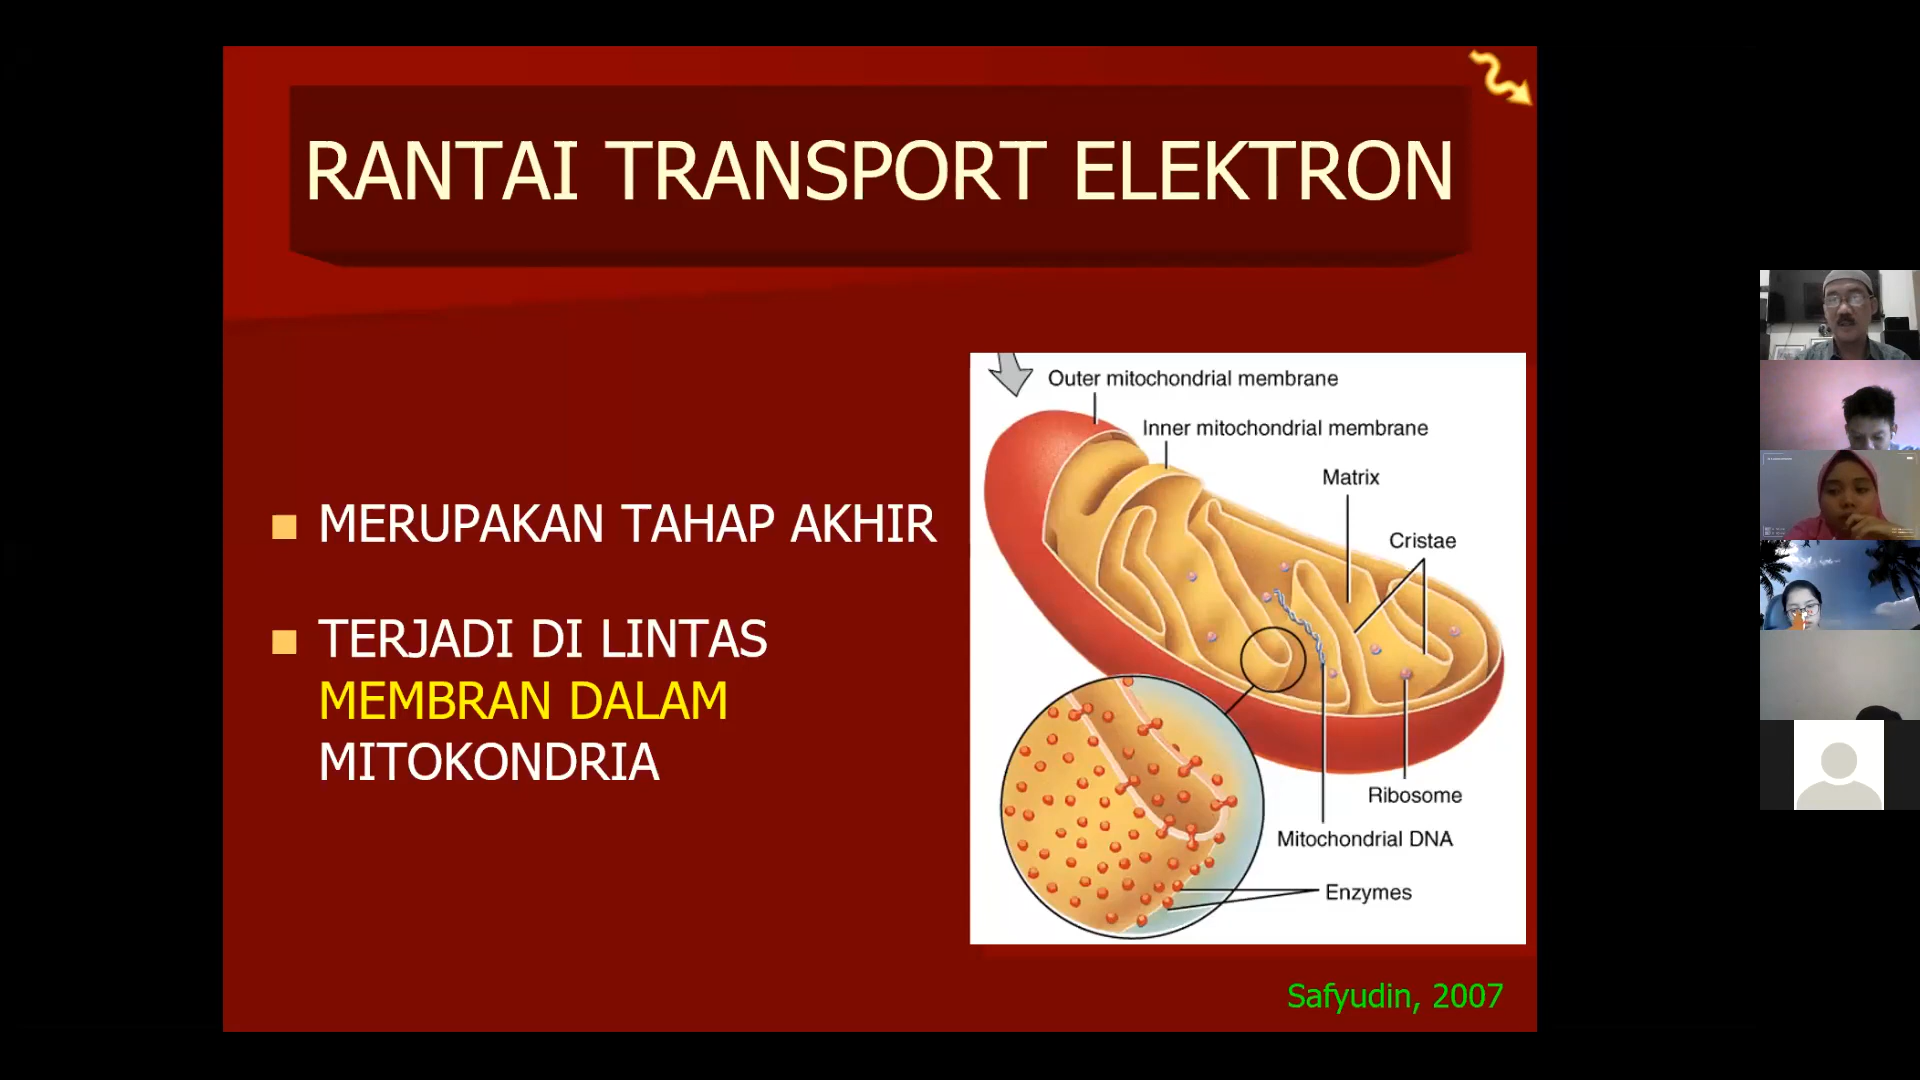 RANTAI TRANSPORT ELEKTRON
MERUPAKAN TAHAP AKHIR
TERJADI DI LINTAS
MEMBRAN DALAM
MITOKONDRIA
Outer mitochondrial membrane
Inner mitochondrial membrane
Matrix
Cristae
Ribosome
Mitochondrial DNA
Enzymes
Safyudin, 2007